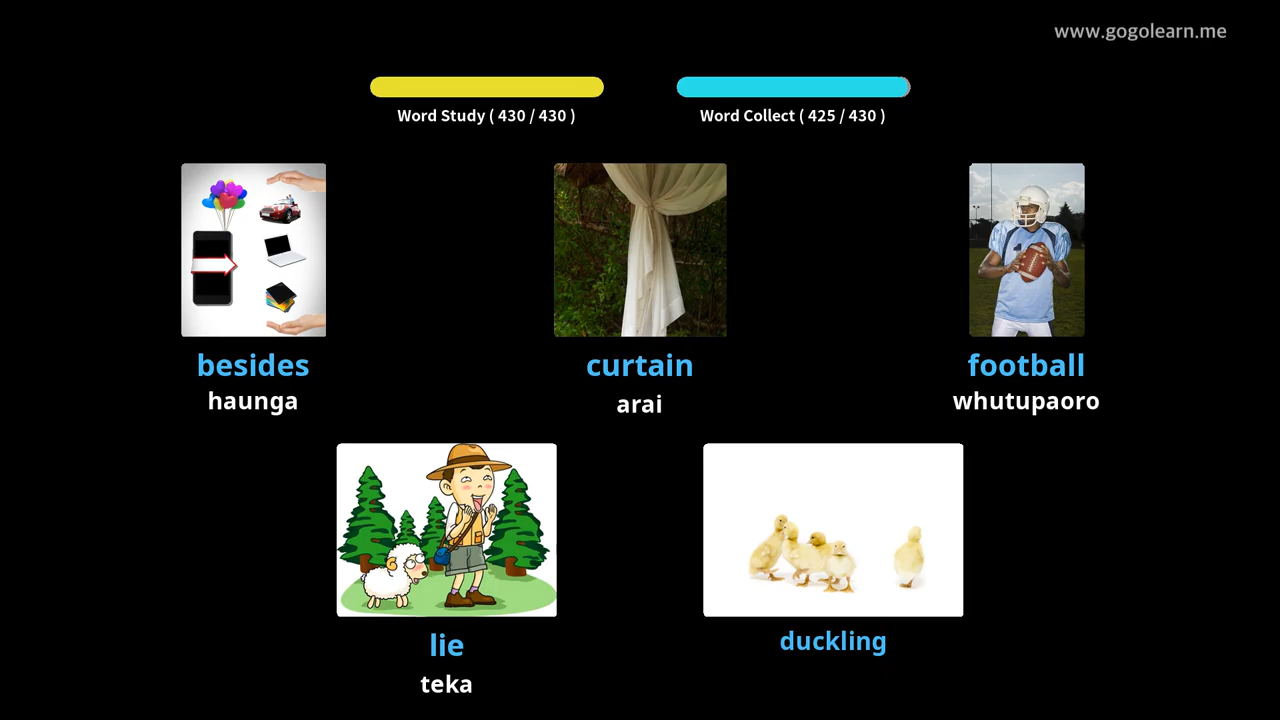 www.gogolearn.me
Word Study ( 430 / 430 )
Word Collect ( 425 / 430 )
besides
haunga
curtain
arai
football
whutupaoro
lie
teka
duckling